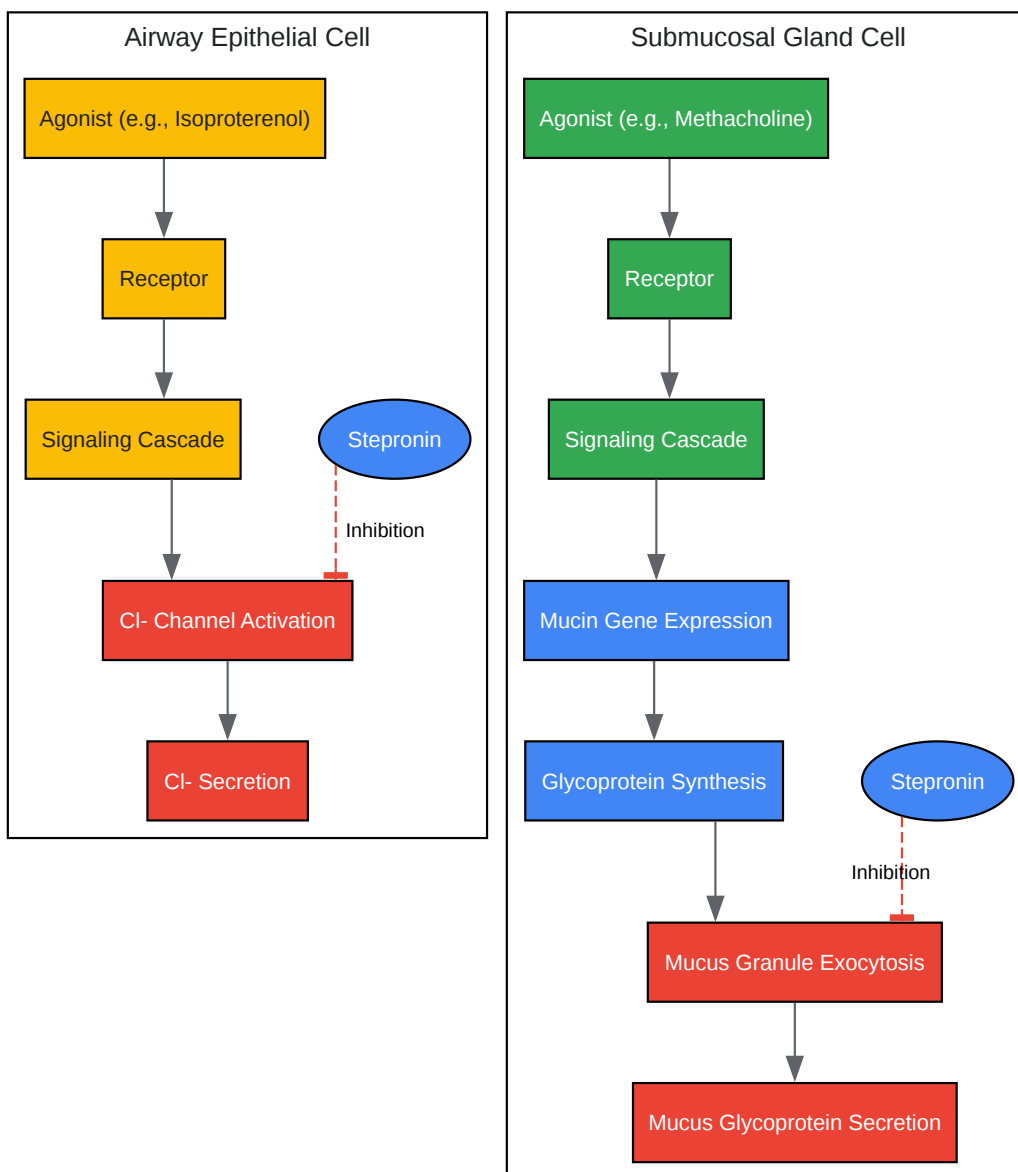 Airway Epithelial Cell
Agonist (e.g., Isoproterenol)
Receptor
Signaling Cascade
Stepronin
Inhibition
Cl- Channel Activation
Cl- Secretion
Submucosal Gland Cell
Agonist (e.g., Methacholine)
Receptor
Signaling Cascade
Mucin Gene Expression
Glycoprotein Synthesis
Stepronin
Inhibition
Mucus Granule Exocytosis
Mucus Glycoprotein Secretion